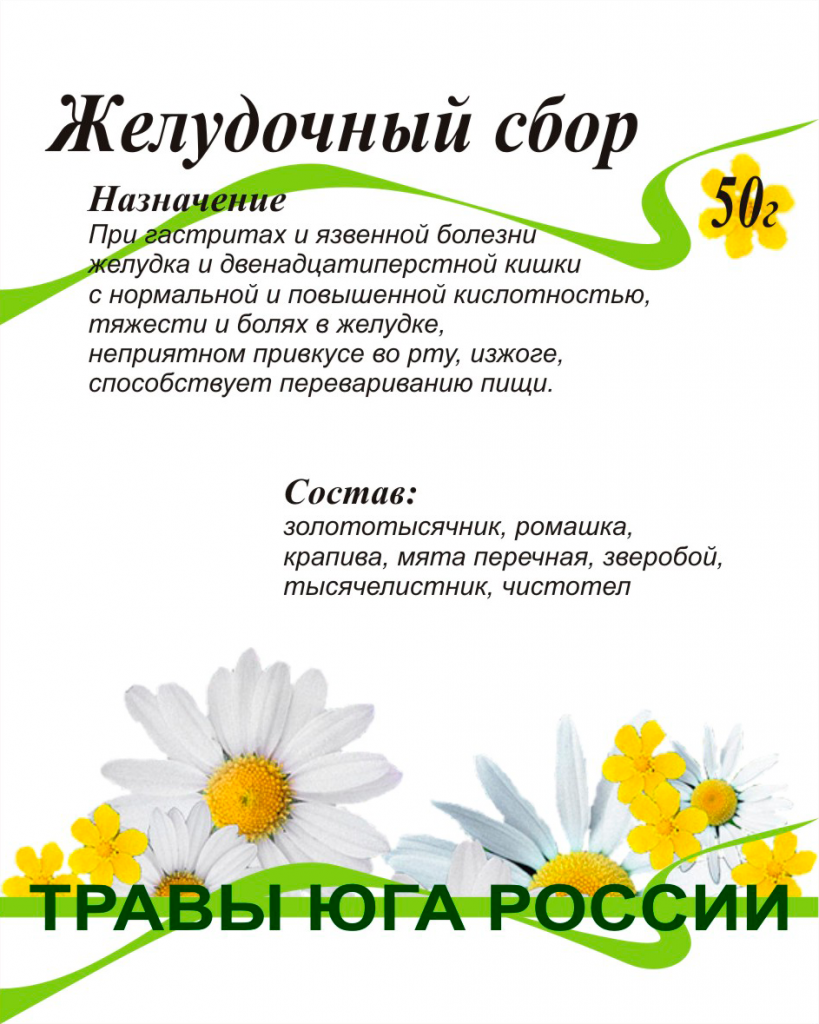 Желудочный сбор
50г
Назначение
При гастритах и язвенной болезни
желудка и двенадцатиперстной кишки
с нормальной и повышенной кислотностью,
тяжести и болях в желудке,
неприятном привкусе во рту, изжоге,
способствует перевариванию пищи.
Состав:
золототысячник, ромашка,
крапива, мята перечная, зверобой,
тысячелистник, чистотел
ТРАВЫ ЮГА РОССИИ